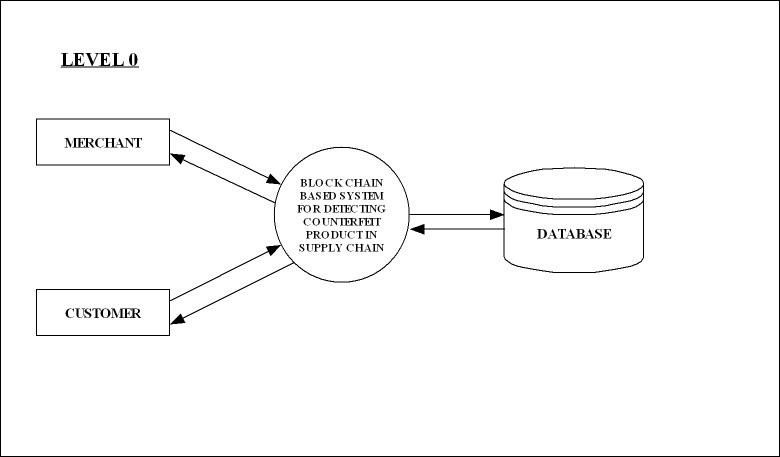 LEVEL 0
MERCHANT
BLOCK CHAIN
BASED SYSTEM
FOR DETECTING
COUNTERFEIT
PRODUCT IN
SUPPLY CHAIN
DATABASE
CUSTOMER